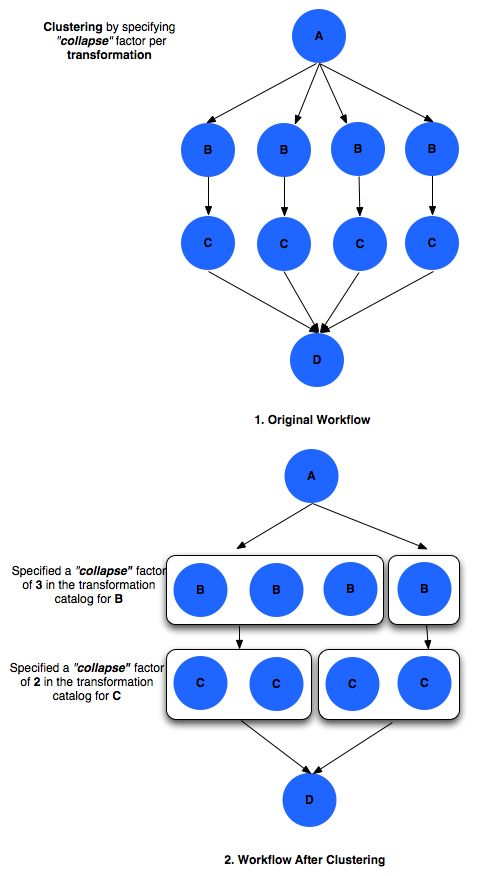 Clustering by specifying
"collapse" factor per
transformation
A
B B B B
C C C C
D
1. Original Workflow
A
Specified a "collapse" factor
of 3 in the transformation
catalog for B
B B B B
Specified a "collapse" factor
of 2 in the transformation
catalog for C
C C C C
D
2. Workflow After Clustering